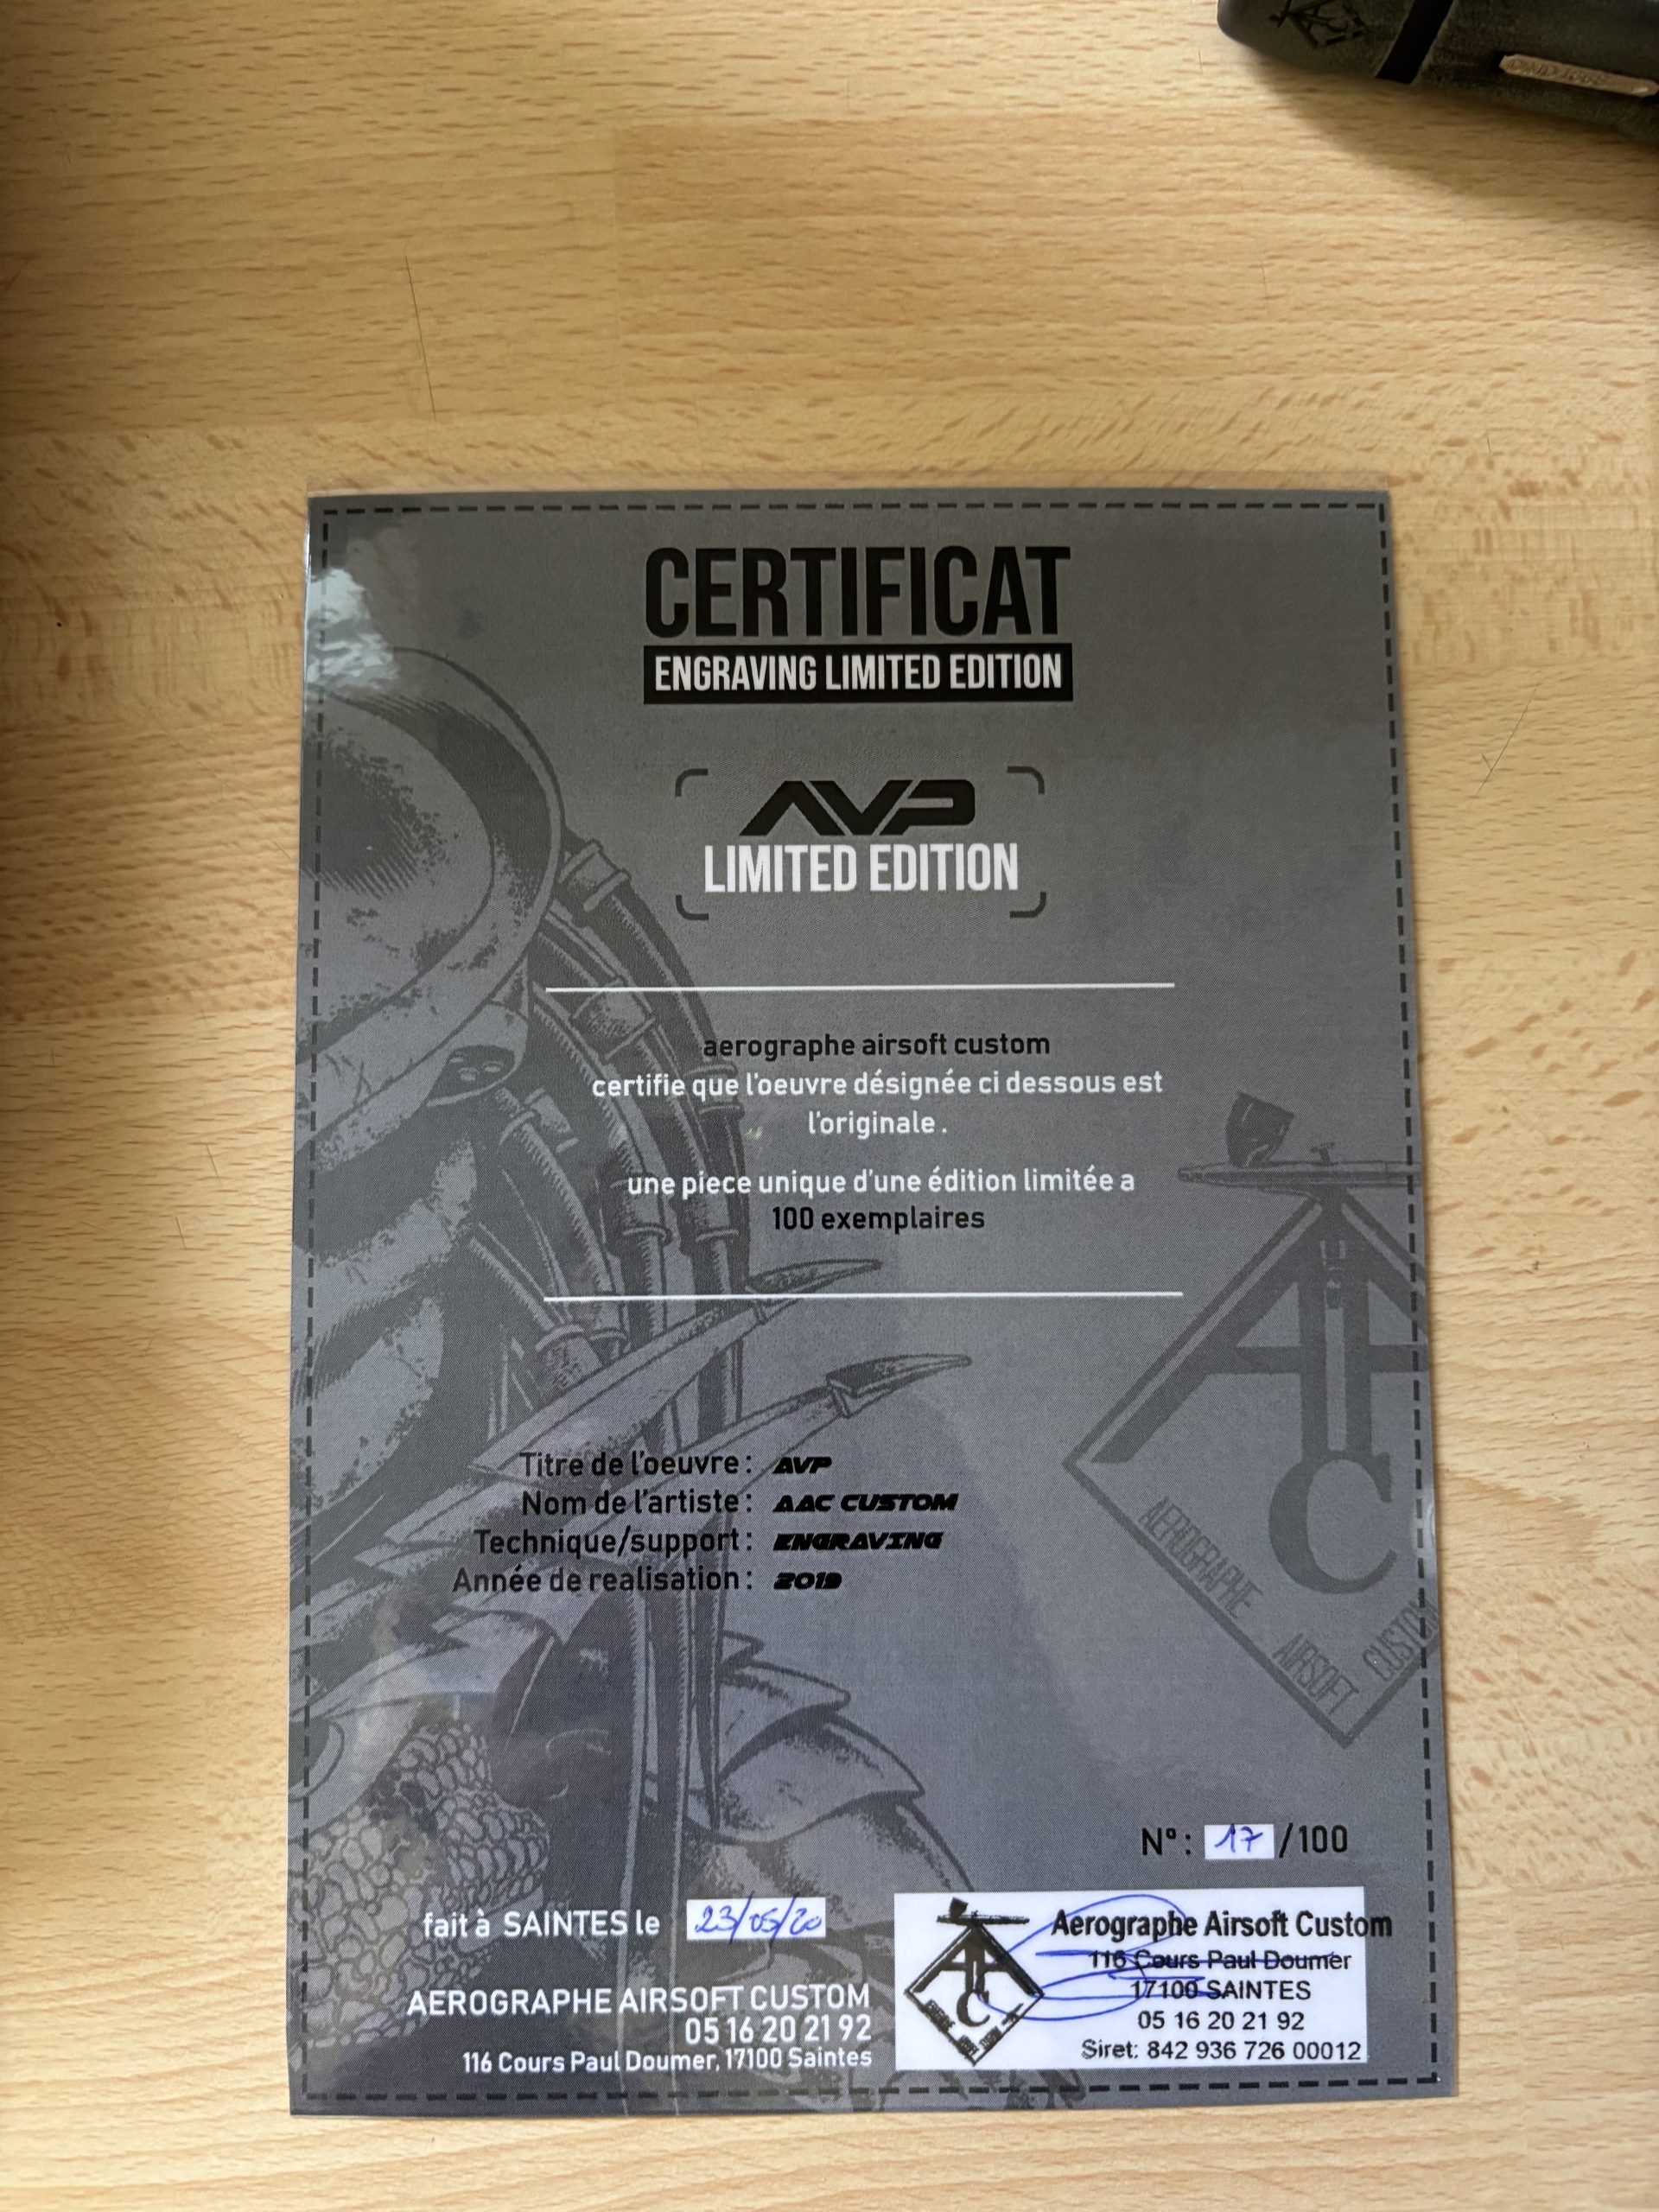 CERTIFICAT
ENGRAVING LIMITED EDITION
AVP
LIMITED EDITION
aerographe airsoft custom
certifie que l'oeuvre désignée ci dessous est
l'originale .
une piece unique d'une édition limitée a
100 exemplaires
Titre de l'oeuvre : AVP
Nom de l'artiste : AAC CUSTOM
Technique/support : ENGRAVING
Année de realisation : 2019
AC
AEROGRAPHE
AIRSOFT
CUSTOM
N° : 17 /100
fait à SAINTES le 23/05/20
AEROGRAPHE AIRSOFT CUSTOM
05 16 20 21 92
116 Cours Paul Doumer, 17100 Saintes
Aerographe Airsoft Custom
116 Cours Paul Doumer
17100 SAINTES
05 16 20 21 92
Siret: 842 936 726 00012